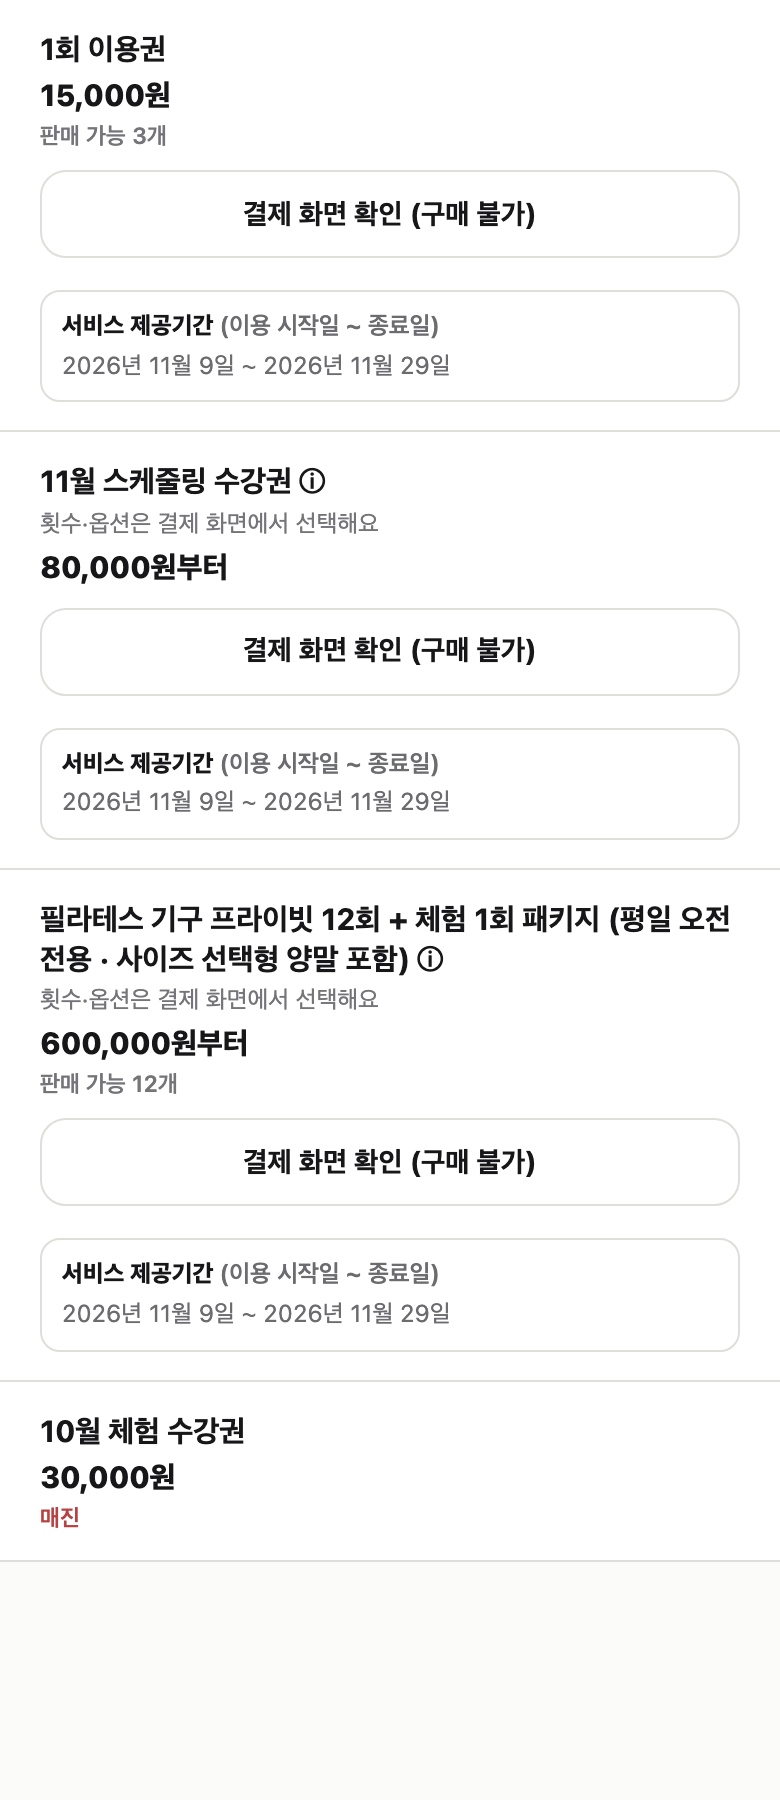 1회 이용권
15,000원
판매 가능 3개
결제 화면 확인 (구매 불가)
서비스 제공기간 (이용 시작일 ~ 종료일)
2026년 11월 9일 ~ 2026년 11월 29일
11월 스케줄링 수강권 ⓘ
횟수·옵션은 결제 화면에서 선택해요
80,000원부터
결제 화면 확인 (구매 불가)
서비스 제공기간 (이용 시작일 ~ 종료일)
2026년 11월 9일 ~ 2026년 11월 29일
필라테스 기구 프라이빗 12회 + 체험 1회 패키지 (평일 오전
전용 · 사이즈 선택형 양말 포함) ⓘ
횟수·옵션은 결제 화면에서 선택해요
600,000원부터
판매 가능 12개
결제 화면 확인 (구매 불가)
서비스 제공기간 (이용 시작일 ~ 종료일)
2026년 11월 9일 ~ 2026년 11월 29일
10월 체험 수강권
30,000원
매진